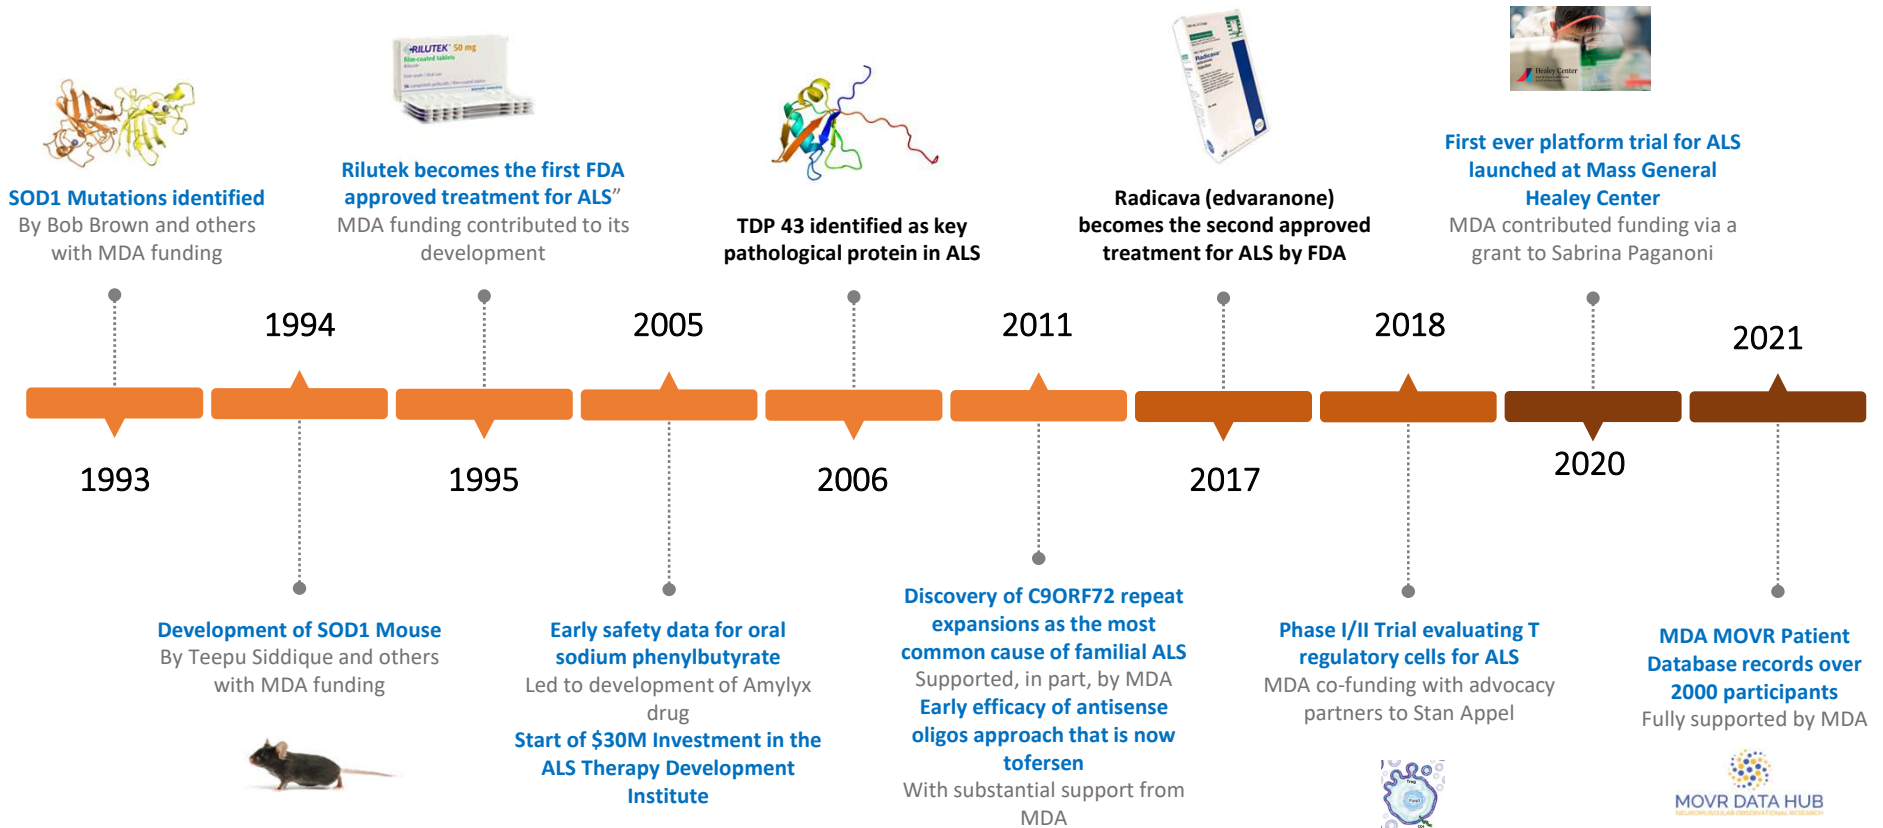 RILUTEK 50 mg
film-coated tablets
Radicava
Healey Center
SOD1 Mutations identified
By Bob Brown and others
with MDA funding
Rilutek becomes the first FDA
approved treatment for ALS”
MDA funding contributed to its
development
TDP 43 identified as key
pathological protein in ALS
Radicava (edvaranone)
becomes the second approved
treatment for ALS by FDA
First ever platform trial for ALS
launched at Mass General
Healey Center
MDA contributed funding via a
grant to Sabrina Paganoni
1994
2005
2011
2018
2021
1993
1995
2006
2017
2020
Development of SOD1 Mouse
By Teepu Siddique and others
with MDA funding
Early safety data for oral
sodium phenylbutyrate
Led to development of Amylyx
drug
Start of $30M Investment in the
ALS Therapy Development
Institute
Discovery of C9ORF72 repeat
expansions as the most
common cause of familial ALS
Supported, in part, by MDA
Early efficacy of antisense
oligos approach that is now
tofersen
With substantial support from
MDA
Phase I/II Trial evaluating T
regulatory cells for ALS
MDA co-funding with advocacy
partners to Stan Appel
MDA MOVR Patient
Database records over
2000 participants
Fully supported by MDA
MOVR DATA HUB
NEUROMUSCULAR OBSERVATIONAL RESEARCH